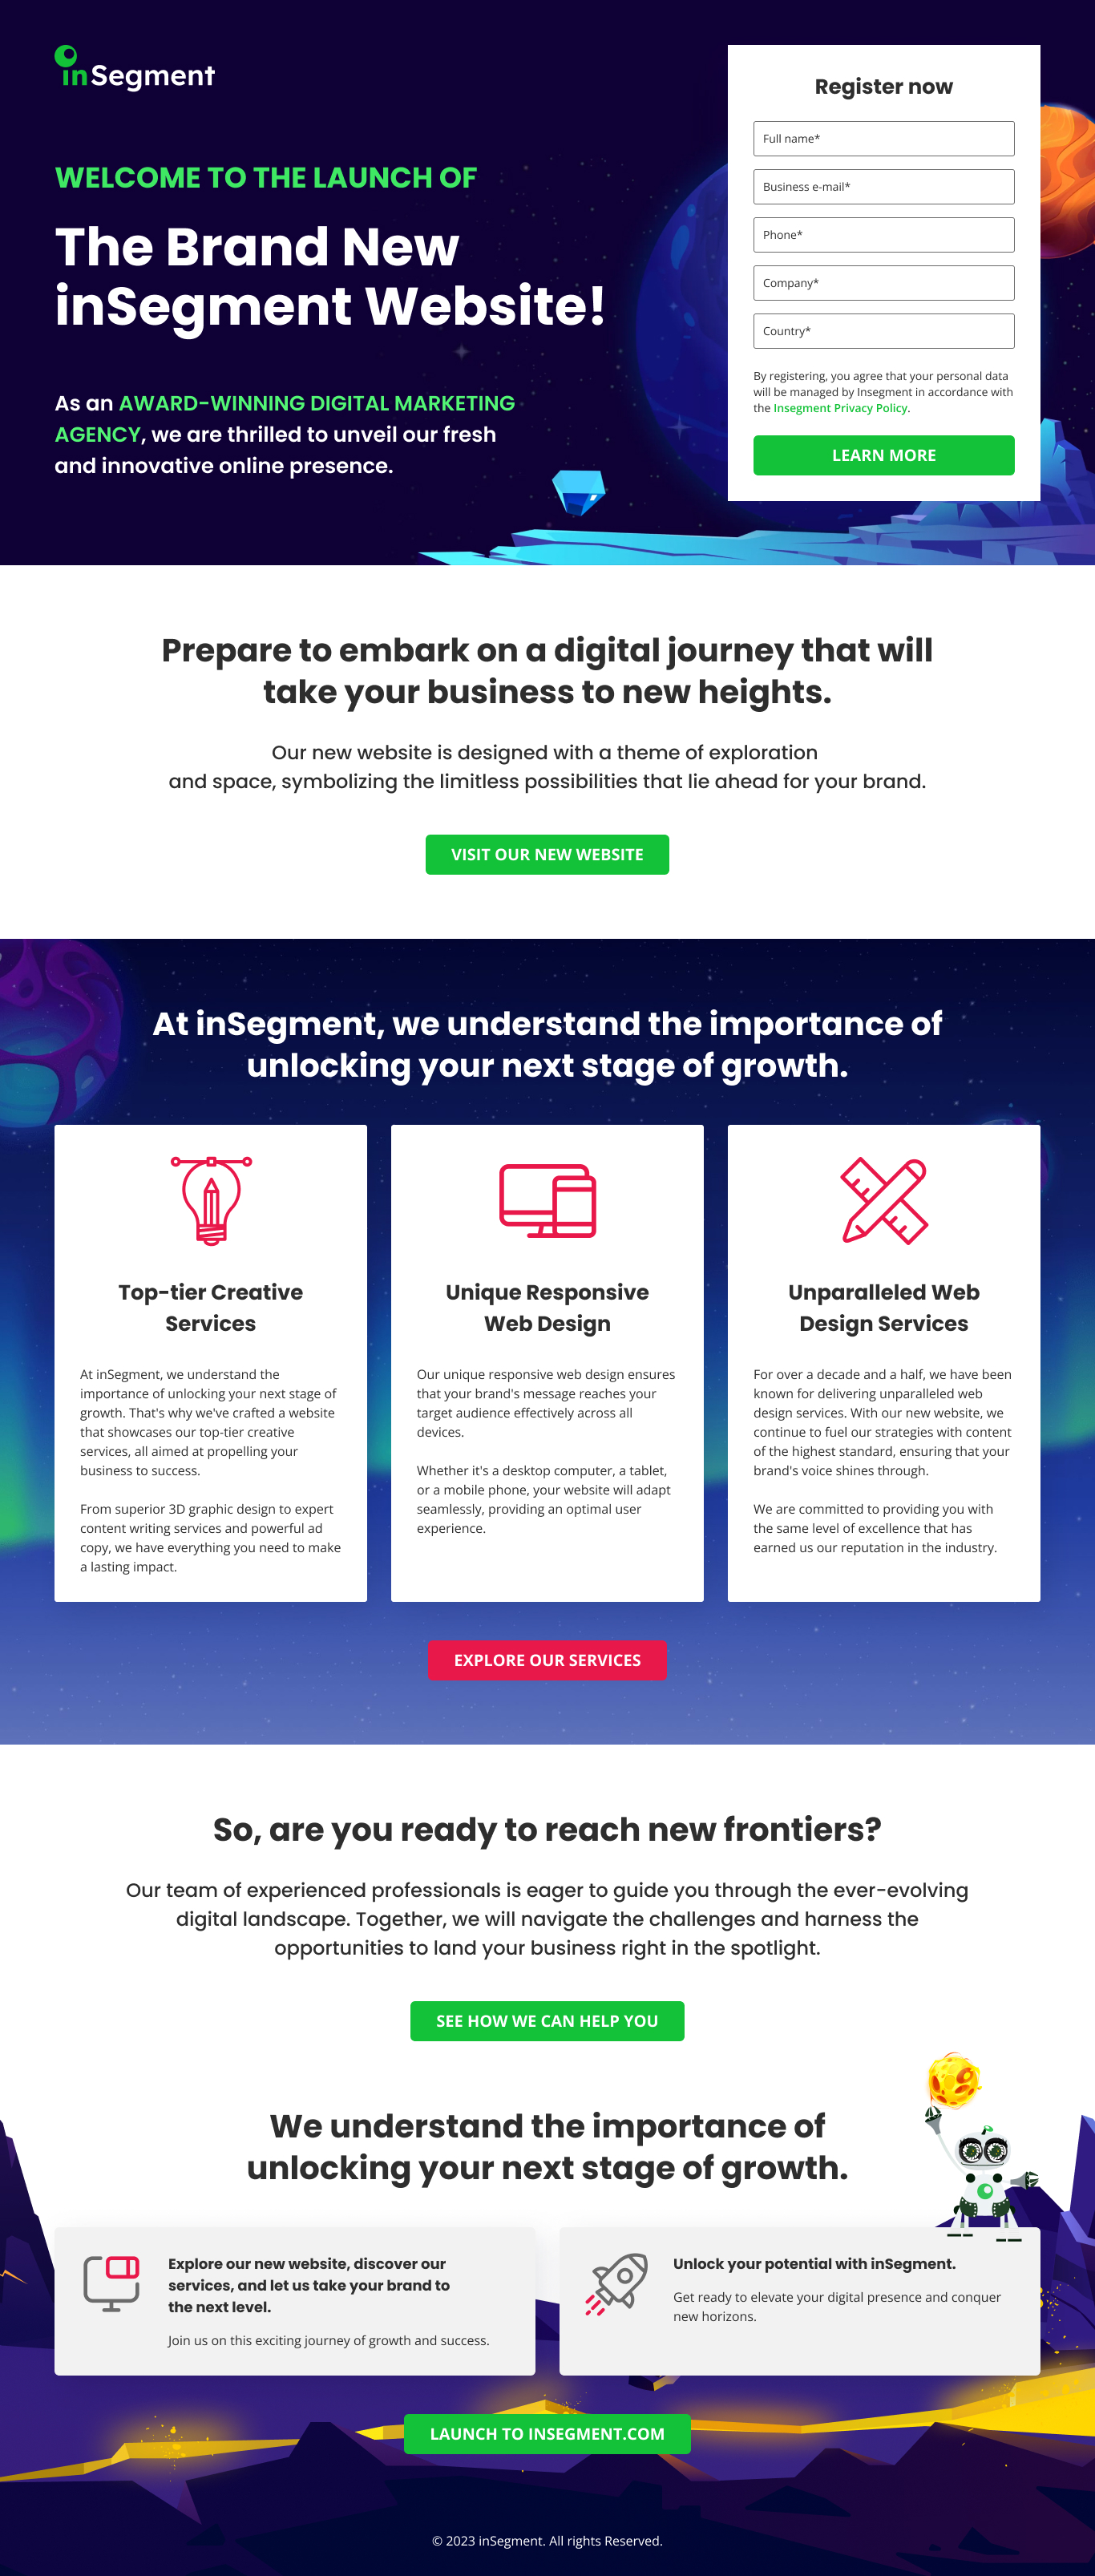 inSegment
WELCOME TO THE LAUNCH OF
The Brand New
inSegment Website!
As an AWARD-WINNING DIGITAL MARKETING
AGENCY, we are thrilled to unveil our fresh
and innovative online presence.
Register now
Full name*
Business e-mail*
Phone*
Company*
Country*
By registering, you agree that your personal data
will be managed by Insegment in accordance with
the Insegment Privacy Policy.
LEARN MORE
Prepare to embark on a digital journey that will
take your business to new heights.
Our new website is designed with a theme of exploration
and space, symbolizing the limitless possibilities that lie ahead for your brand.
VISIT OUR NEW WEBSITE
At inSegment, we understand the importance of
unlocking your next stage of growth.
Top-tier Creative
Services
At inSegment, we understand the
importance of unlocking your next stage of
growth. That's why we've crafted a website
that showcases our top-tier creative
services, all aimed at propelling your
business to success.
From superior 3D graphic design to expert
content writing services and powerful ad
copy, we have everything you need to make
a lasting impact.
Unique Responsive
Web Design
Our unique responsive web design ensures
that your brand's message reaches your
target audience effectively across all
devices.
Whether it's a desktop computer, a tablet,
or a mobile phone, your website will adapt
seamlessly, providing an optimal user
experience.
Unparalleled Web
Design Services
For over a decade and a half, we have been
known for delivering unparalleled web
design services. With our new website, we
continue to fuel our strategies with content
of the highest standard, ensuring that your
brand's voice shines through.
We are committed to providing you with
the same level of excellence that has
earned us our reputation in the industry.
EXPLORE OUR SERVICES
So, are you ready to reach new frontiers?
Our team of experienced professionals is eager to guide you through the ever-evolving
digital landscape. Together, we will navigate the challenges and harness the
opportunities to land your business right in the spotlight.
SEE HOW WE CAN HELP YOU
We understand the importance of
unlocking your next stage of growth.
Explore our new website, discover our
services, and let us take your brand to
the next level.
Join us on this exciting journey of growth and success.
Unlock your potential with inSegment.
Get ready to elevate your digital presence and conquer
new horizons.
LAUNCH TO INSEGMENT.COM
© 2023 inSegment. All rights Reserved.